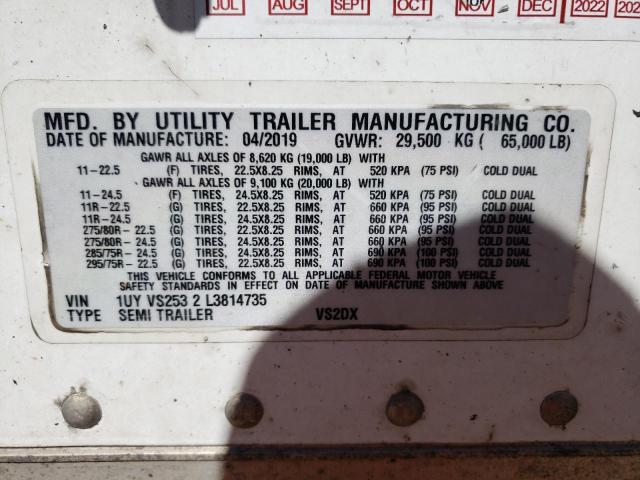 JUL AUG SEPT OCT NOV DEC 2022
MFD. BY UTILITY TRAILER MANUFACTURING CO.
DATE OF MANUFACTURE: 04/2019 GVWR: 29,500 KG ( 65,000 LB)
GAWR ALL AXLES OF 8,620 KG (19,000 LB) WITH
11-22.5 (F) TIRES, 22.5X8.25 RIMS, AT 520 KPA (75 PSI) COLD DUAL
GAWR ALL AXLES OF 9,100 KG (20,000 LB) WITH
11-24.5 (F) TIRES, 24.5X8.25 RIMS, AT 520 KPA (75 PSI) COLD DUAL
11R-22.5 (G) TIRES, 22.5X8.25 RIMS, AT 660 KPA (95 PSI) COLD DUAL
11R-24.5 (G) TIRES, 24.5X8.25 RIMS, AT 660 KPA (95 PSI) COLD DUAL
275/80R-22.5 (G) TIRES, 22.5X8.25 RIMS, AT 660 KPA (95 PSI) COLD DUAL
275/80R-24.5 (G) TIRES, 24.5X8.25 RIMS, AT 660 KPA (95 PSI) COLD DUAL
285/75R-24.5 (G) TIRES, 24.5X8.25 RIMS, AT 690 KPA (100 PSI) COLD DUAL
295/75R-22.5 (G) TIRES, 22.5X8.25 RIMS, AT 690 KPA (100 PSI) COLD DUAL
THIS VEHICLE CONFORMS TO ALL APPLICABLE FEDERAL MOTOR VEHICLE
SAFETY STANDARDS IN EFFECT ON DATE OF MANUFACTURE SHOWN ABOVE
VIN 1UY VS253 2 L3814735
TYPE SEMI TRAILER VS2DX